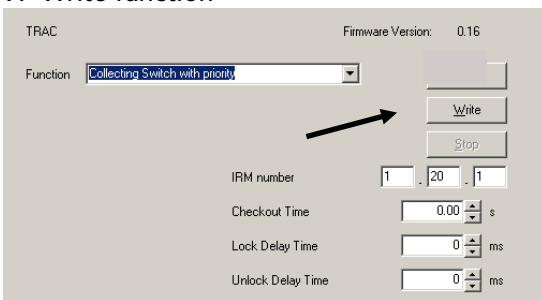 TRAC Firmware Version: 0.16
Function Collecting Switch with priority
Write
Stop
IRM number 1 . 20 . 1
Checkout Time 0.00 s
Lock Delay Time 0 ms
Unlock Delay Time 0 ms